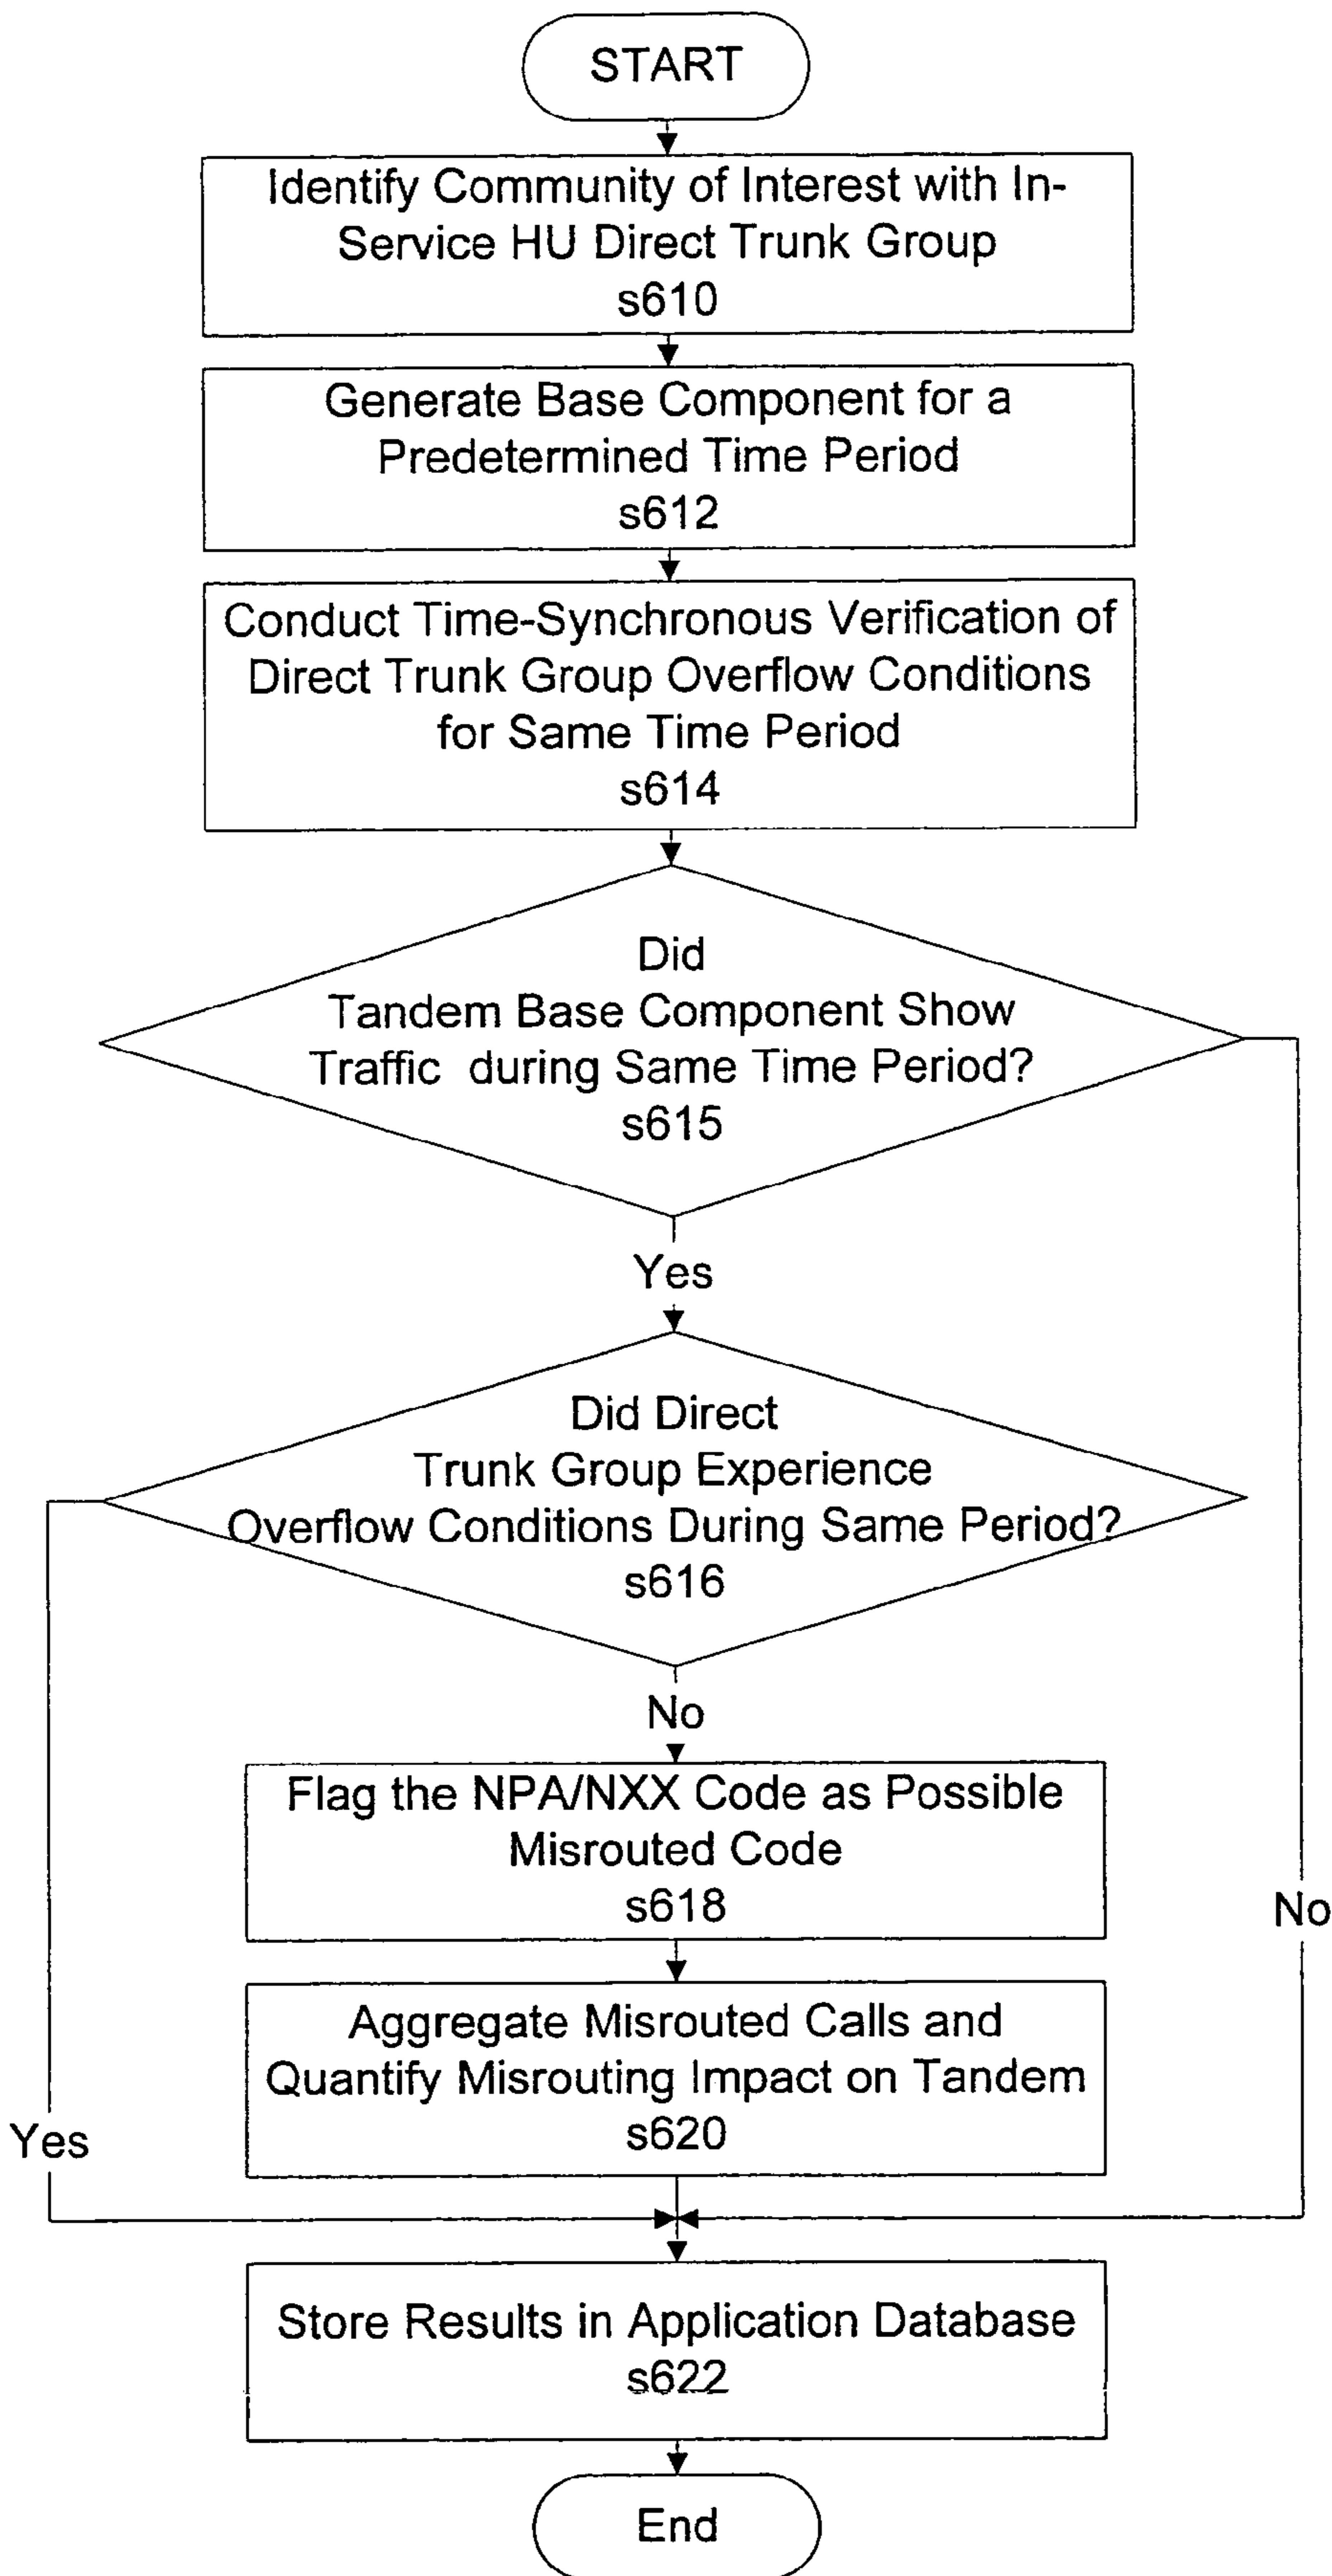 START
Identify Community of Interest with In-
Service HU Direct Trunk Group
s610
Generate Base Component for a
Predetermined Time Period
s612
Conduct Time-Synchronous Verification of
Direct Trunk Group Overflow Conditions
for Same Time Period
s614
Did
Tandem Base Component Show
Traffic during Same Time Period?
s615
Yes
Did Direct
Trunk Group Experience
Overflow Conditions During Same Period?
s616
No
Flag the NPA/NXX Code as Possible
Misrouted Code
s618
No
Aggregate Misrouted Calls and
Quantify Misrouting Impact on Tandem
s620
Yes
Store Results in Application Database
s622
End